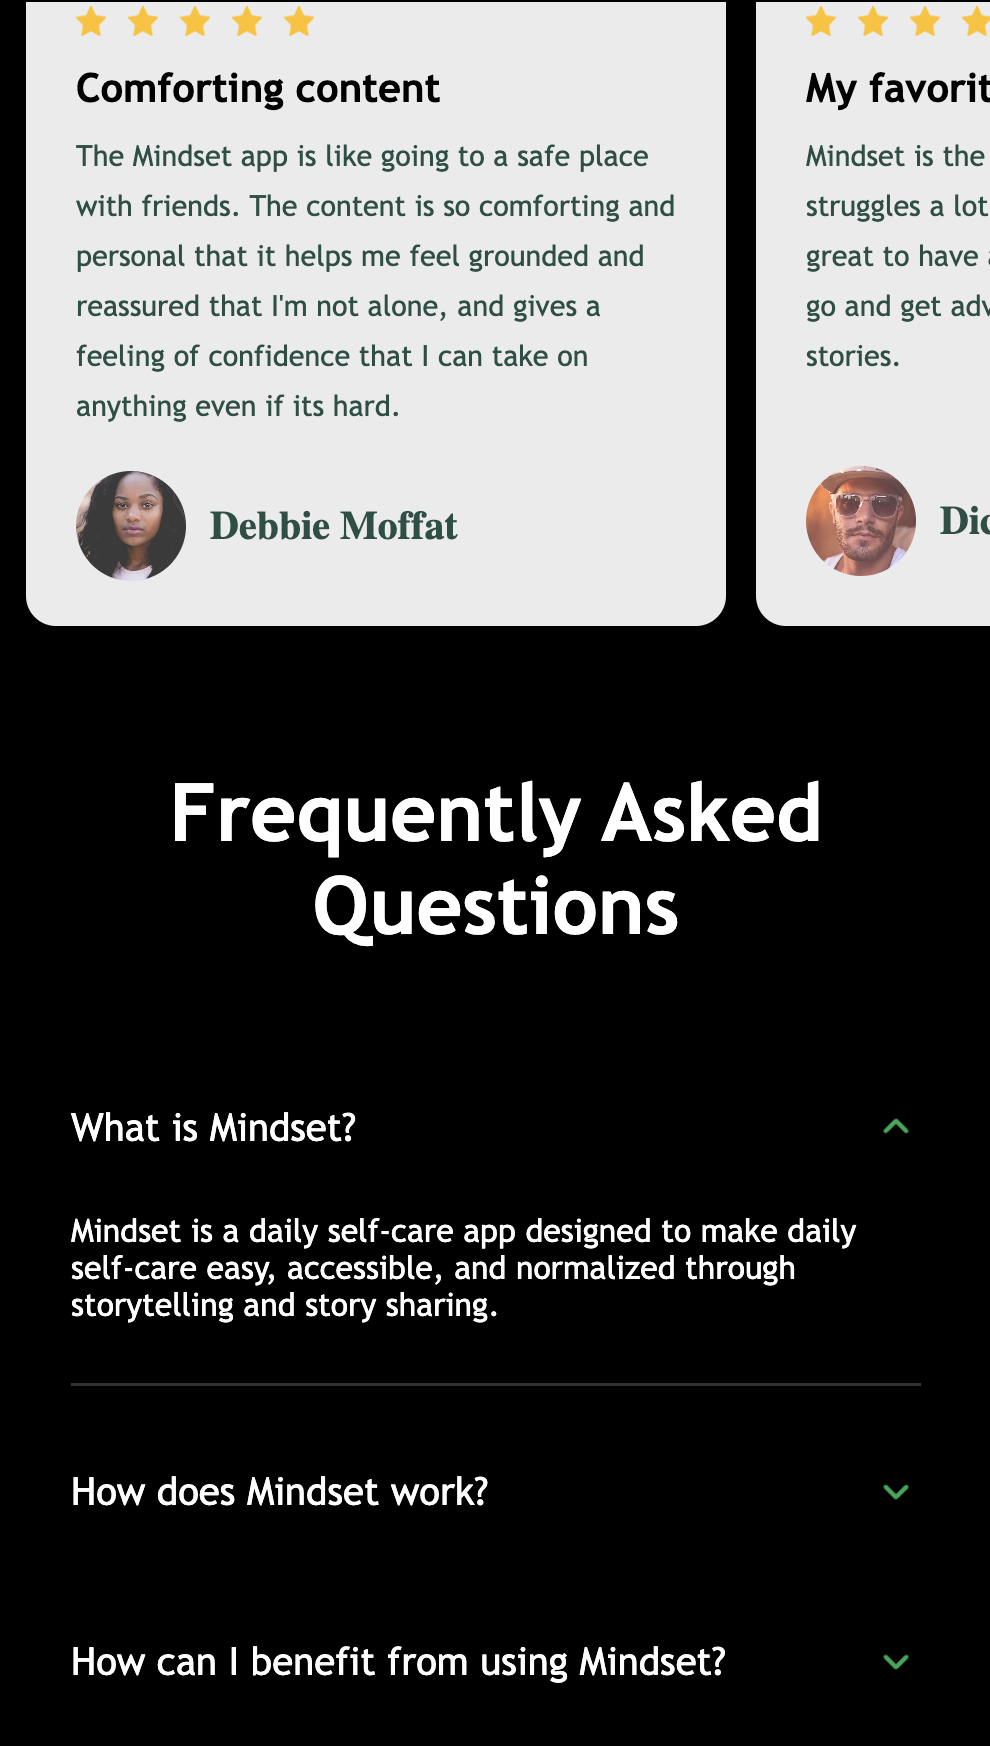 Comforting content
The Mindset app is like going to a safe place
with friends. The content is so comforting and
personal that it helps me feel grounded and
reassured that I'm not alone, and gives a
feeling of confidence that I can take on
anything even if its hard.
Debbie Moffat
My favorit
Mindset is the
struggles a lot
great to have
go and get adv
stories.
Dic
Frequently Asked
Questions
What is Mindset?
Mindset is a daily self-care app designed to make daily
self-care easy, accessible, and normalized through
storytelling and story sharing.
How does Mindset work?
How can I benefit from using Mindset?